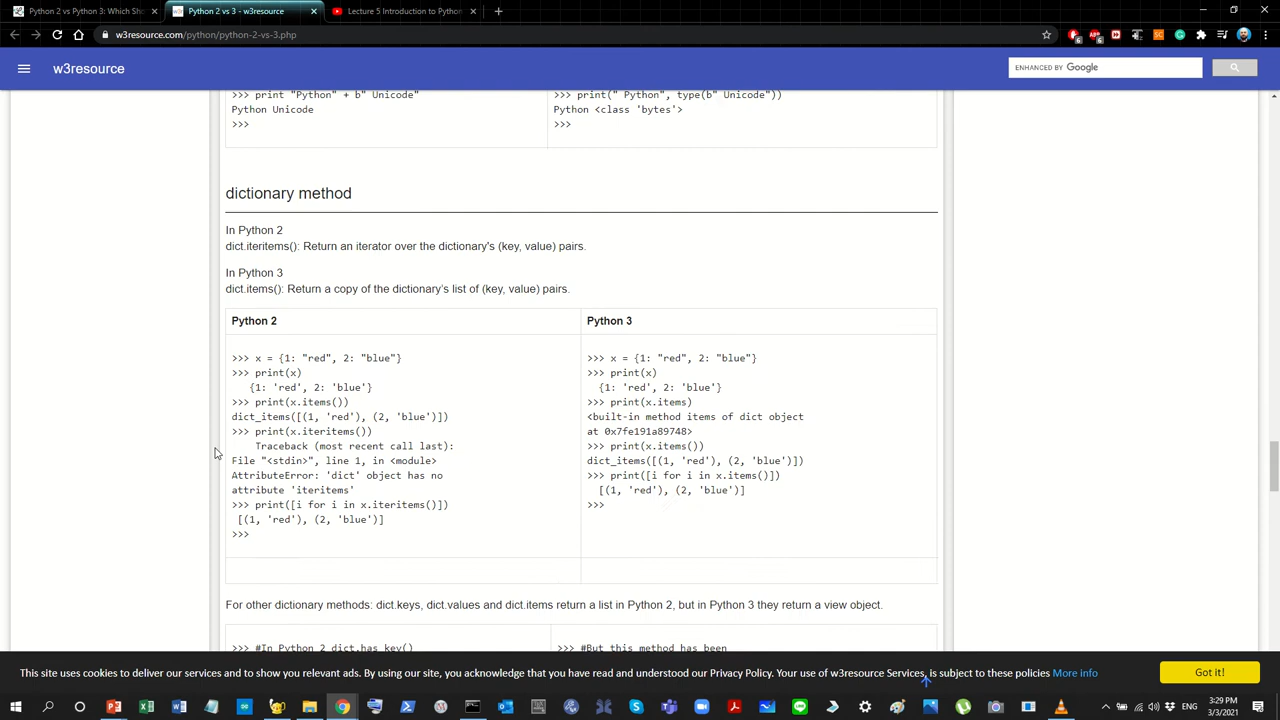 Python 2 vs Python 3: Which Sho
Python 2 vs 3 - w3resource
Lecture 5 Introduction to Python
w3resource.com/python/python-2-vs-3.php
w3resource
ENHANCED BY Google
>>> print "Python" + b" Unicode"
Python Unicode
>>>
>>> print(" Python", type(b" Unicode"))
Python <class 'bytes'>
>>>
dictionary method
In Python 2
dict.iteritems(): Return an iterator over the dictionary's (key, value) pairs.
In Python 3
dict.items(): Return a copy of the dictionary's list of (key, value) pairs.
Python 2
>>> x = {1: "red", 2: "blue"}
>>> print(x)
{1: 'red', 2: 'blue'}
>>> print(x.items())
dict_items([(1, 'red'), (2, 'blue')])
>>> print(x.iteritems())
Traceback (most recent call last):
File "<stdin>", line 1, in <module>
AttributeError: 'dict' object has no
attribute 'iteritems'
>>> print([i for i in x.iteritems()])
[(1, 'red'), (2, 'blue')]
>>>
Python 3
>>> x = {1: "red", 2: "blue"}
>>> print(x)
{1: 'red', 2: 'blue'}
>>> print(x.items)
<built-in method items of dict object
at 0x7fe191a89748>
>>> print(x.items())
dict_items([(1, 'red'), (2, 'blue')])
>>> print([i for i in x.items()])
[(1, 'red'), (2, 'blue')]
>>>
For other dictionary methods: dict.keys, dict.values and dict.items return a list in Python 2, but in Python 3 they return a view object.
>>> #In Python 2 dict.has_key()
>>> #But this method has been
This site uses cookies to deliver our services and to show you relevant ads. By using our site, you acknowledge that you have read and understood our Privacy Policy. Your use of w3resource Services, is subject to these policies More info
Got it!
ENG
3:29 PM
3/3/2021